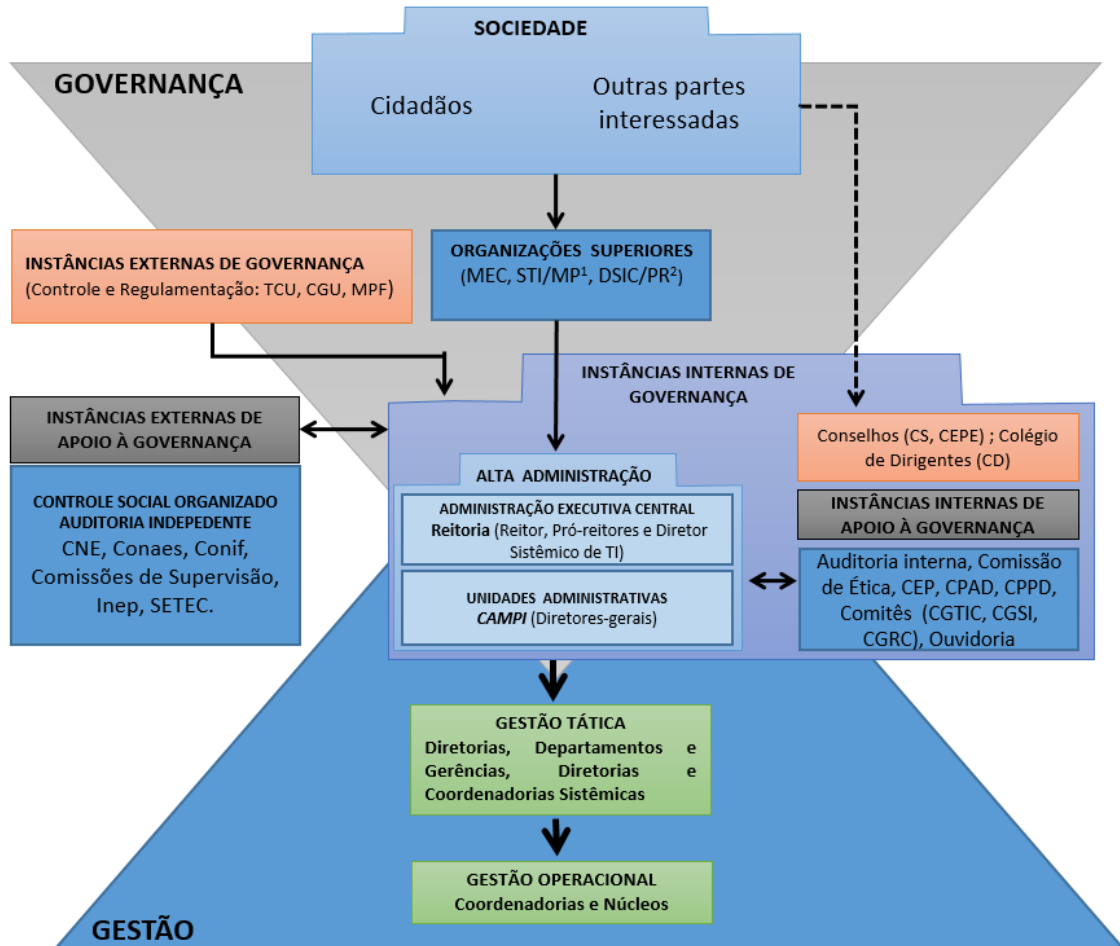 SOCIEDADE
GOVERNANÇA
Cidadãos
Outras partes
interessadas
INSTÂNCIAS EXTERNAS DE GOVERNANÇA
(Controle e Regulamentação: TCU, CGU, MPF)
ORGANIZAÇÕES SUPERIORES
(MEC, STI/MP¹, DSIC/PR²)
INSTÂNCIAS INTERNAS DE
GOVERNANÇA
INSTÂNCIAS EXTERNAS DE
APOIO À GOVERNANÇA
CONTROLE SOCIAL ORGANIZADO
AUDITORIA INDEPEDENTE
CNE, Conaes, Conif,
Comissões de Supervisão,
Inep, SETEC.
ALTA ADMINISTRAÇÃO
ADMINISTRAÇÃO EXECUTIVA CENTRAL
Reitoria (Reitor, Pró-reitores e Diretor
Sistêmico de TI)
UNIDADES ADMINISTRATIVAS
CAMPI (Diretores-gerais)
Conselhos (CS, CEPE) ; Colégio
de Dirigentes (CD)
INSTÂNCIAS INTERNAS DE
APOIO À GOVERNANÇA
Auditoria interna, Comissão
de Ética, CEP, CPAD, CPPD,
Comitês (CGTIC, CGSI,
CGRC), Ouvidoria
GESTÃO TÁTICA
Diretorias, Departamentos e
Gerências, Diretorias e
Coordenadorias Sistêmicas
GESTÃO OPERACIONAL
Coordenadorias e Núcleos
GESTÃO